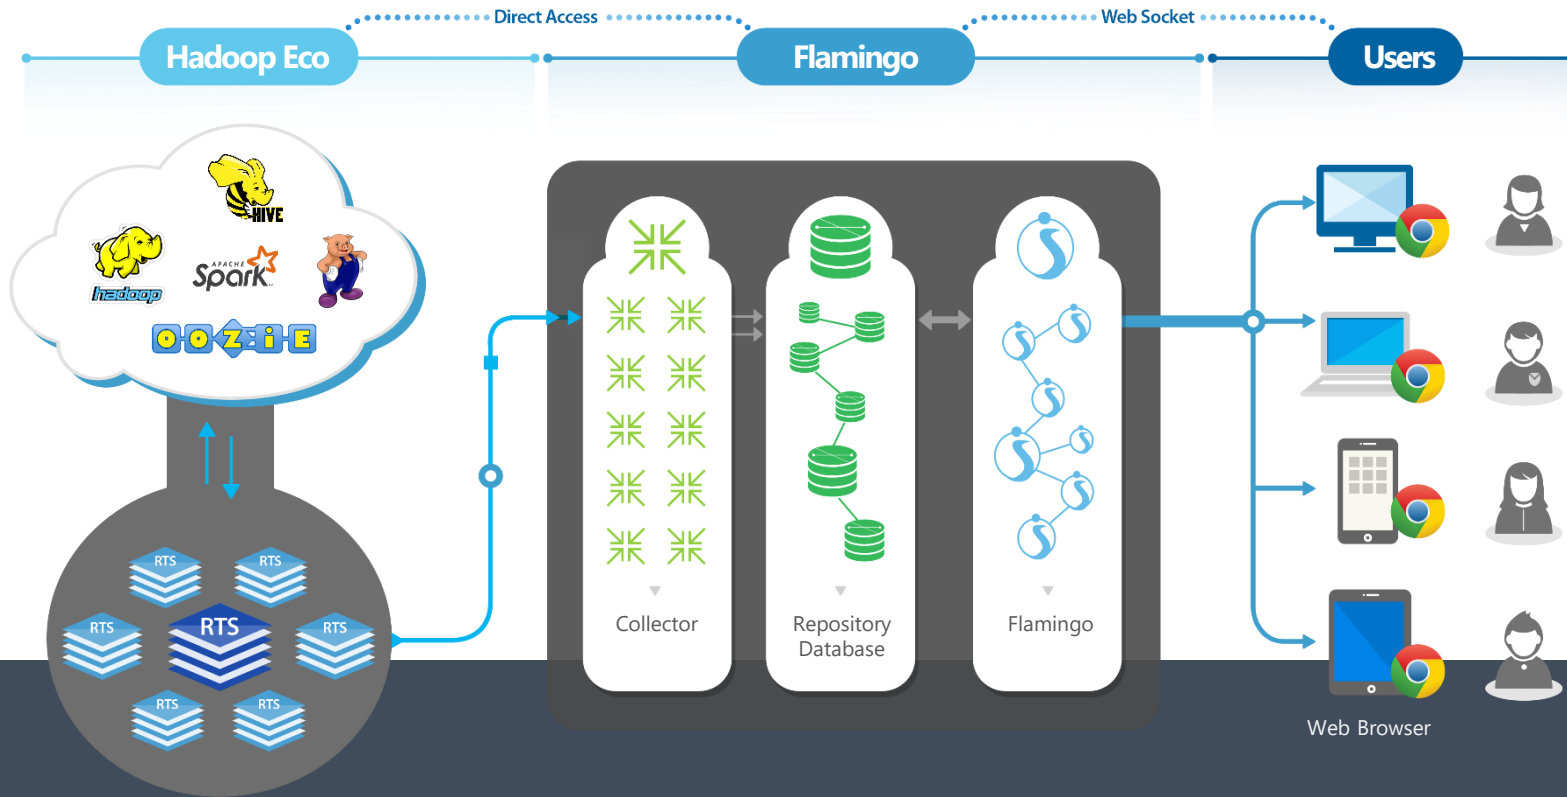 Direct Access
Web Socket
Hadoop Eco
Flamingo
Users
HIVE
hadoop
APACHE
Spark
OOZiE
RTS
RTS
RTS
RTS
RTS
RTS
RTS
Collector
Repository
Database
Flamingo
Web Browser